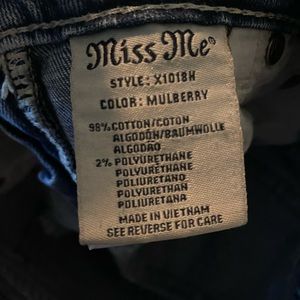 Miss Me®
STYLE: X1018H
COLOR: MULBERRY
98% COTTON/COTON
ALGODÓN/BAUMWOLLE
ALGODAO
2% POLYURETHANE
POLYURÉTHANE
POLIURETANO
POLYURETHAN
POLIURETANA
MADE IN VIETNAM
SEE REVERSE FOR CARE